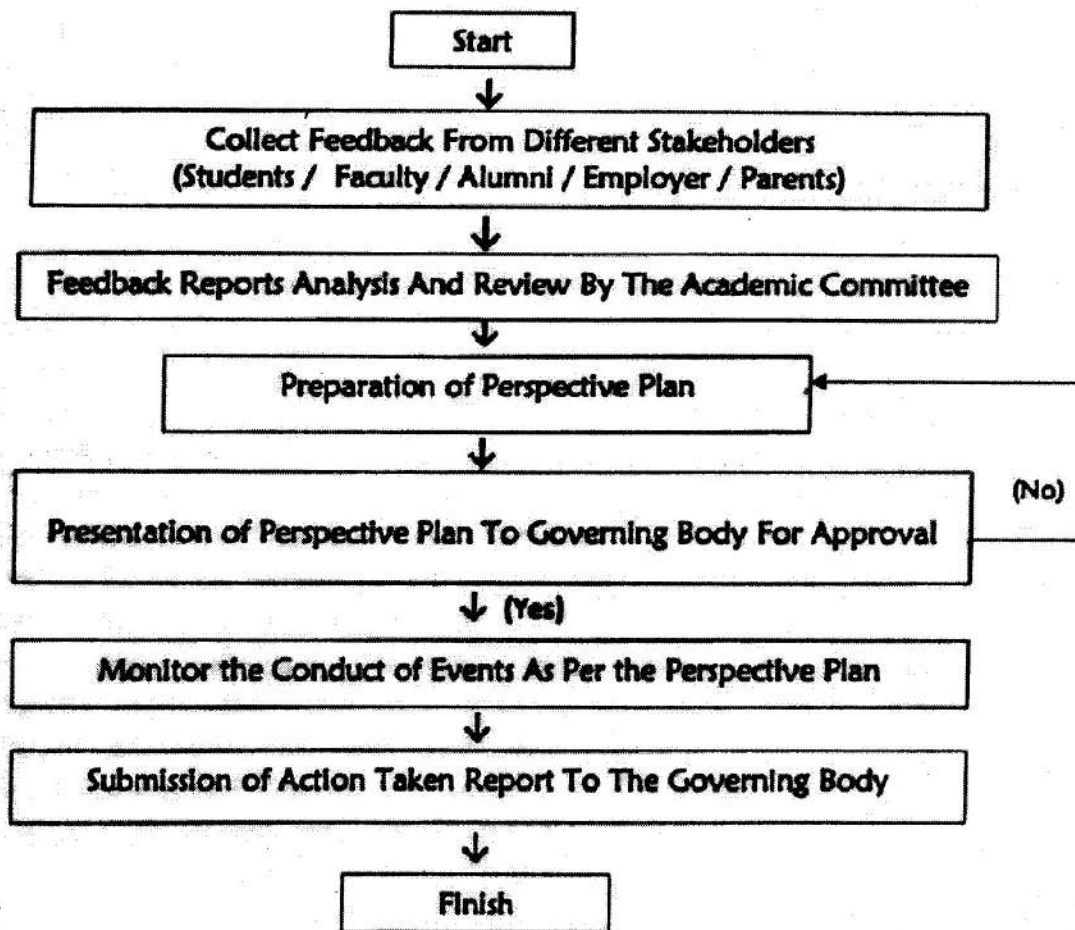 Start
Collect Feedback From Different Stakeholders
(Students / Faculty / Alumni / Employer / Parents)
Feedback Reports Analysis And Review By The Academic Committee
Preparation of Perspective Plan
(No)
Presentation of Perspective Plan To Governing Body For Approval
(Yes)
Monitor the Conduct of Events As Per the Perspective Plan
Submission of Action Taken Report To The Governing Body
Finish